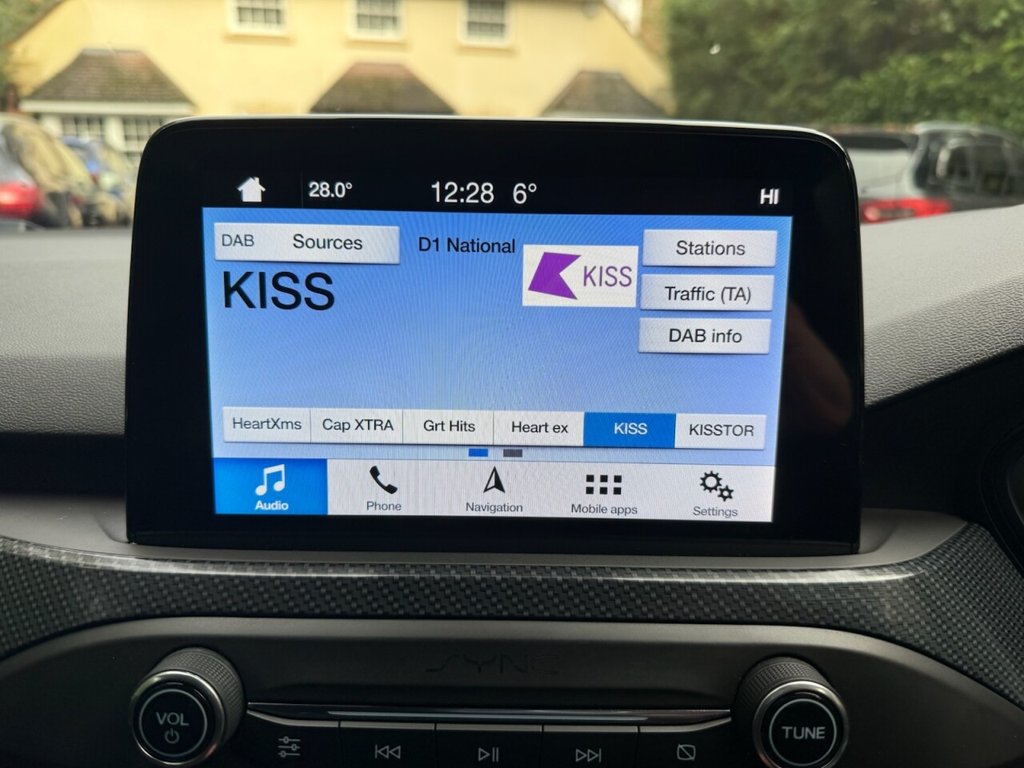 28.0° 12:28 6° HI
DAB Sources D1 National KISS Stations
KISS
Traffic (TA)
DAB info
HeartXms Cap XTRA Grt Hits Heart ex KISS KISSTOR
Audio Phone Navigation Mobile apps Settings
SYNC
VOL
TUNE